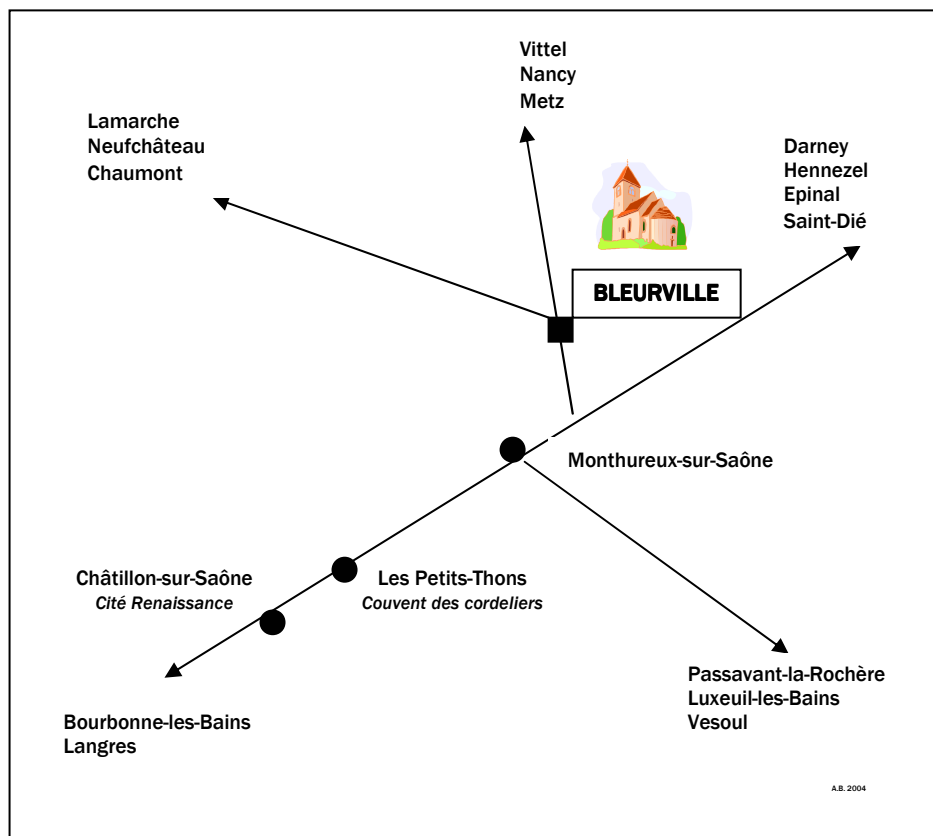 Vittel
Nancy
Metz
Lamarche
Neufchâteau
Chaumont
Darney
Hennezel
Epinal
Saint-Dié
BLEURVILLE
Monthureux-sur-Saône
Châtillon-sur-Saône
Cité Renaissance
Les Petits-Thons
Couvent des cordeliers
Passavant-la-Rochère
Luxeuil-les-Bains
Vesoul
Bourbonne-les-Bains
Langres
A.B. 2004